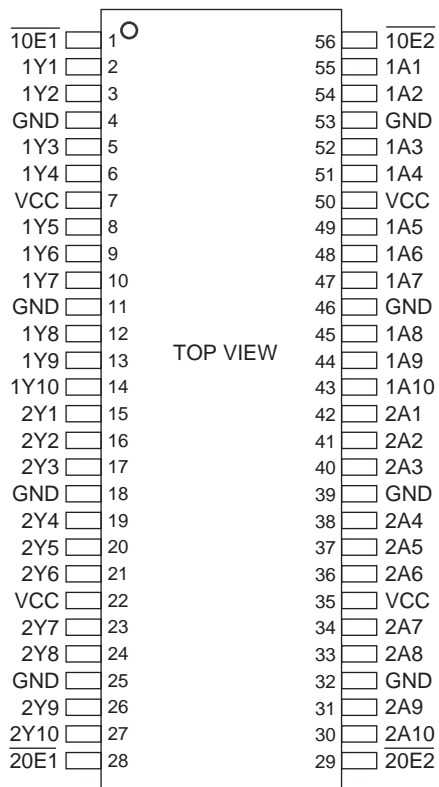 10E1 1 56 10E2
1Y1 2 55 1A1
1Y2 3 54 1A2
GND 4 53 GND
1Y3 5 52 1A3
1Y4 6 51 1A4
VCC 7 50 VCC
1Y5 8 49 1A5
1Y6 9 48 1A6
1Y7 10 47 1A7
GND 11 46 GND
1Y8 12 45 1A8
TOP VIEW
1Y9 13 44 1A9
1Y10 14 43 1A10
2Y1 15 42 2A1
2Y2 16 41 2A2
2Y3 17 40 2A3
GND 18 39 GND
2Y4 19 38 2A4
2Y5 20 37 2A5
2Y6 21 36 2A6
VCC 22 35 VCC
2Y7 23 34 2A7
2Y8 24 33 2A8
GND 25 32 GND
2Y9 26 31 2A9
2Y10 27 30 2A10
20E1 28 29 20E2